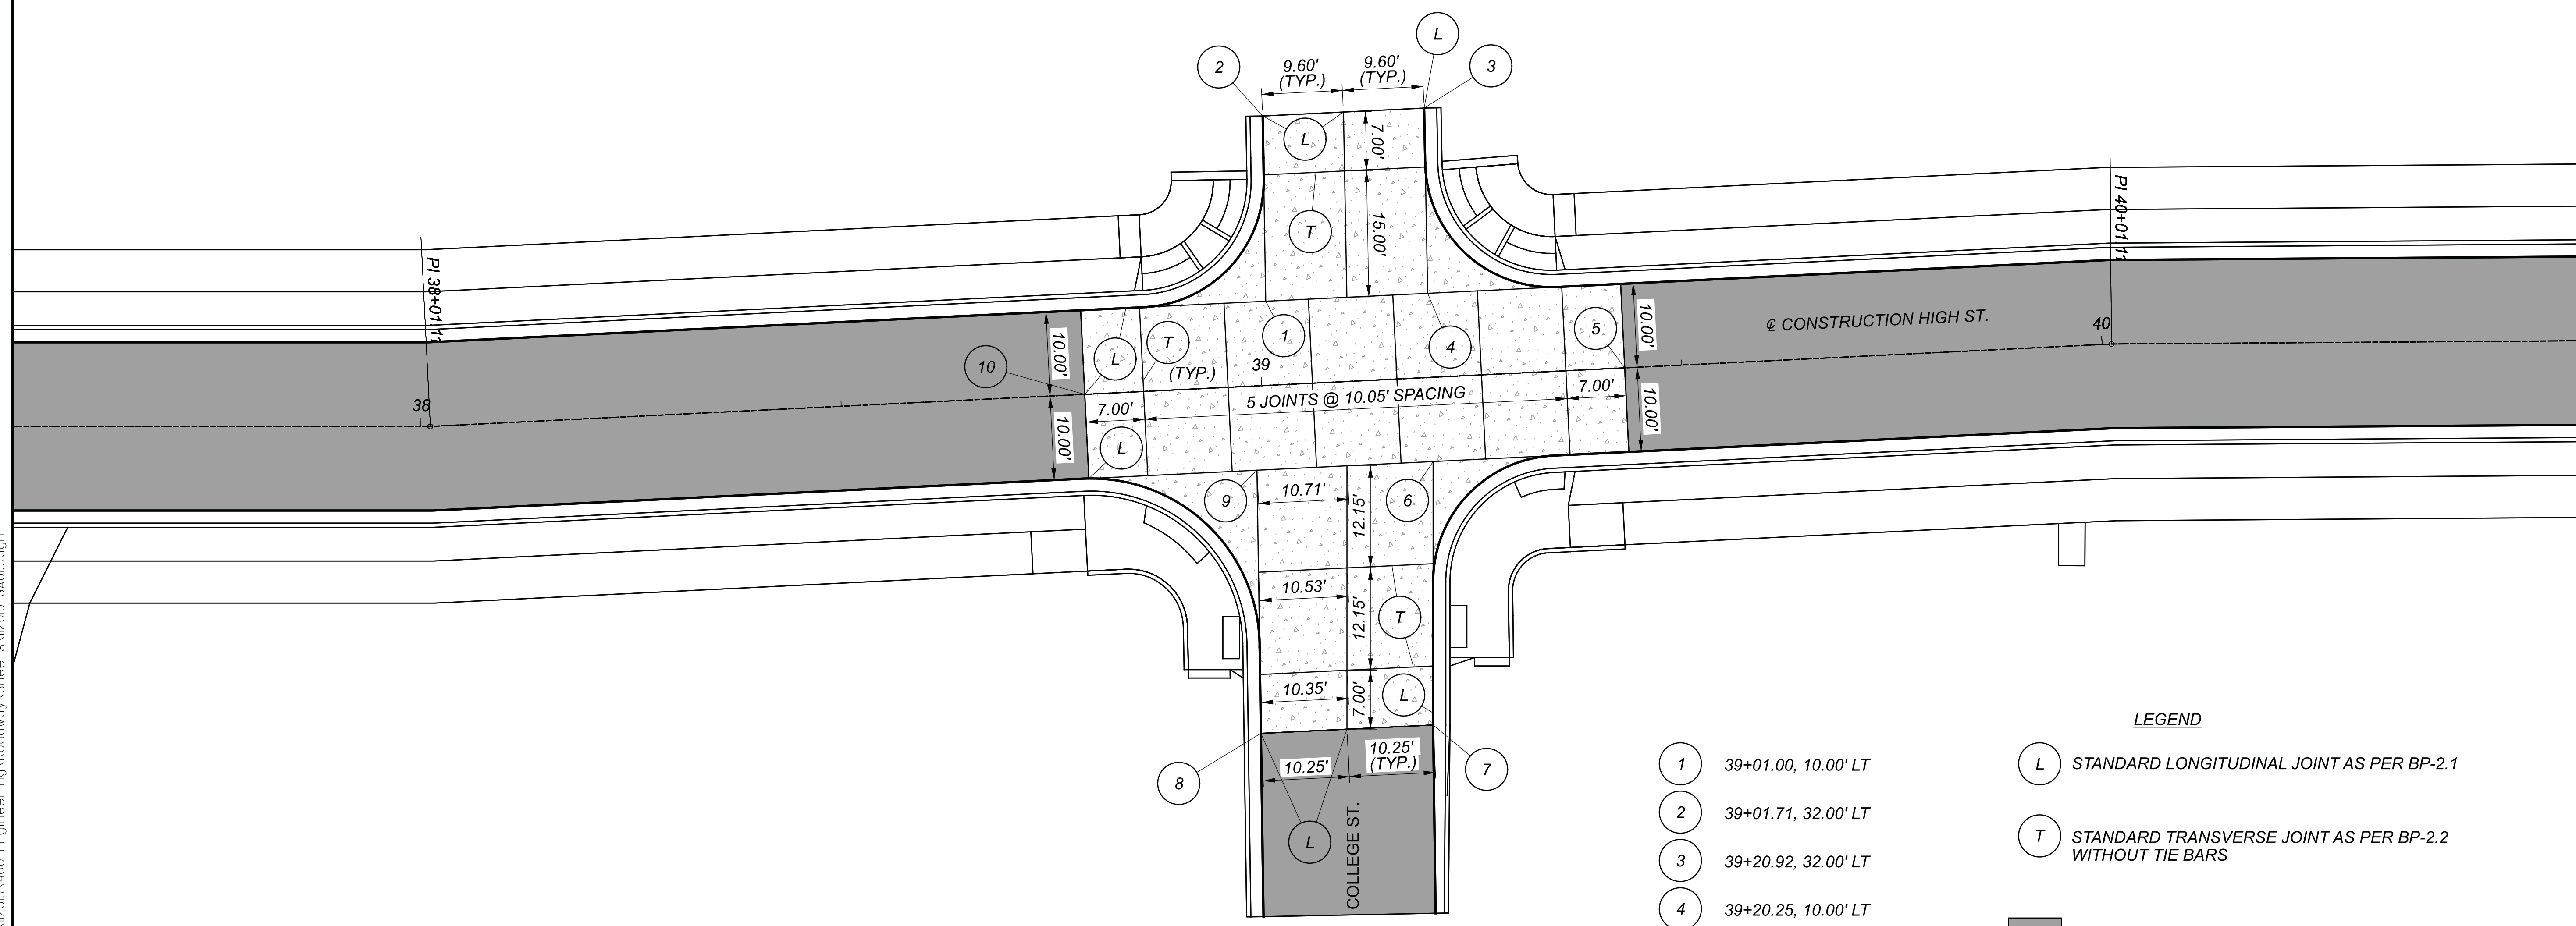 L
2
9.60'
(TYP.)
9.60'
(TYP.)
3
L
7.00'
T
15.00'
PI 38+01.11
PI 40+01.11
10.00'
L
T
(TYP.)
1
39
4
5
10.00'
℄ CONSTRUCTION HIGH ST.
40
10
38
7.00'
5 JOINTS @ 10.05' SPACING
7.00'
10.00'
10.00'
L
9
10.71'
12.15'
6
10.53'
12.15'
T
10.35'
7.00'
L
8
10.25'
10.25'
(TYP.)
7
L
COLLEGE ST.
LEGEND
1 39+01.00, 10.00' LT
2 39+01.71, 32.00' LT
3 39+20.92, 32.00' LT
4 39+20.25, 10.00' LT
L STANDARD LONGITUDINAL JOINT AS PER BP-2.1
T STANDARD TRANSVERSE JOINT AS PER BP-2.2
WITHOUT TIE BARS